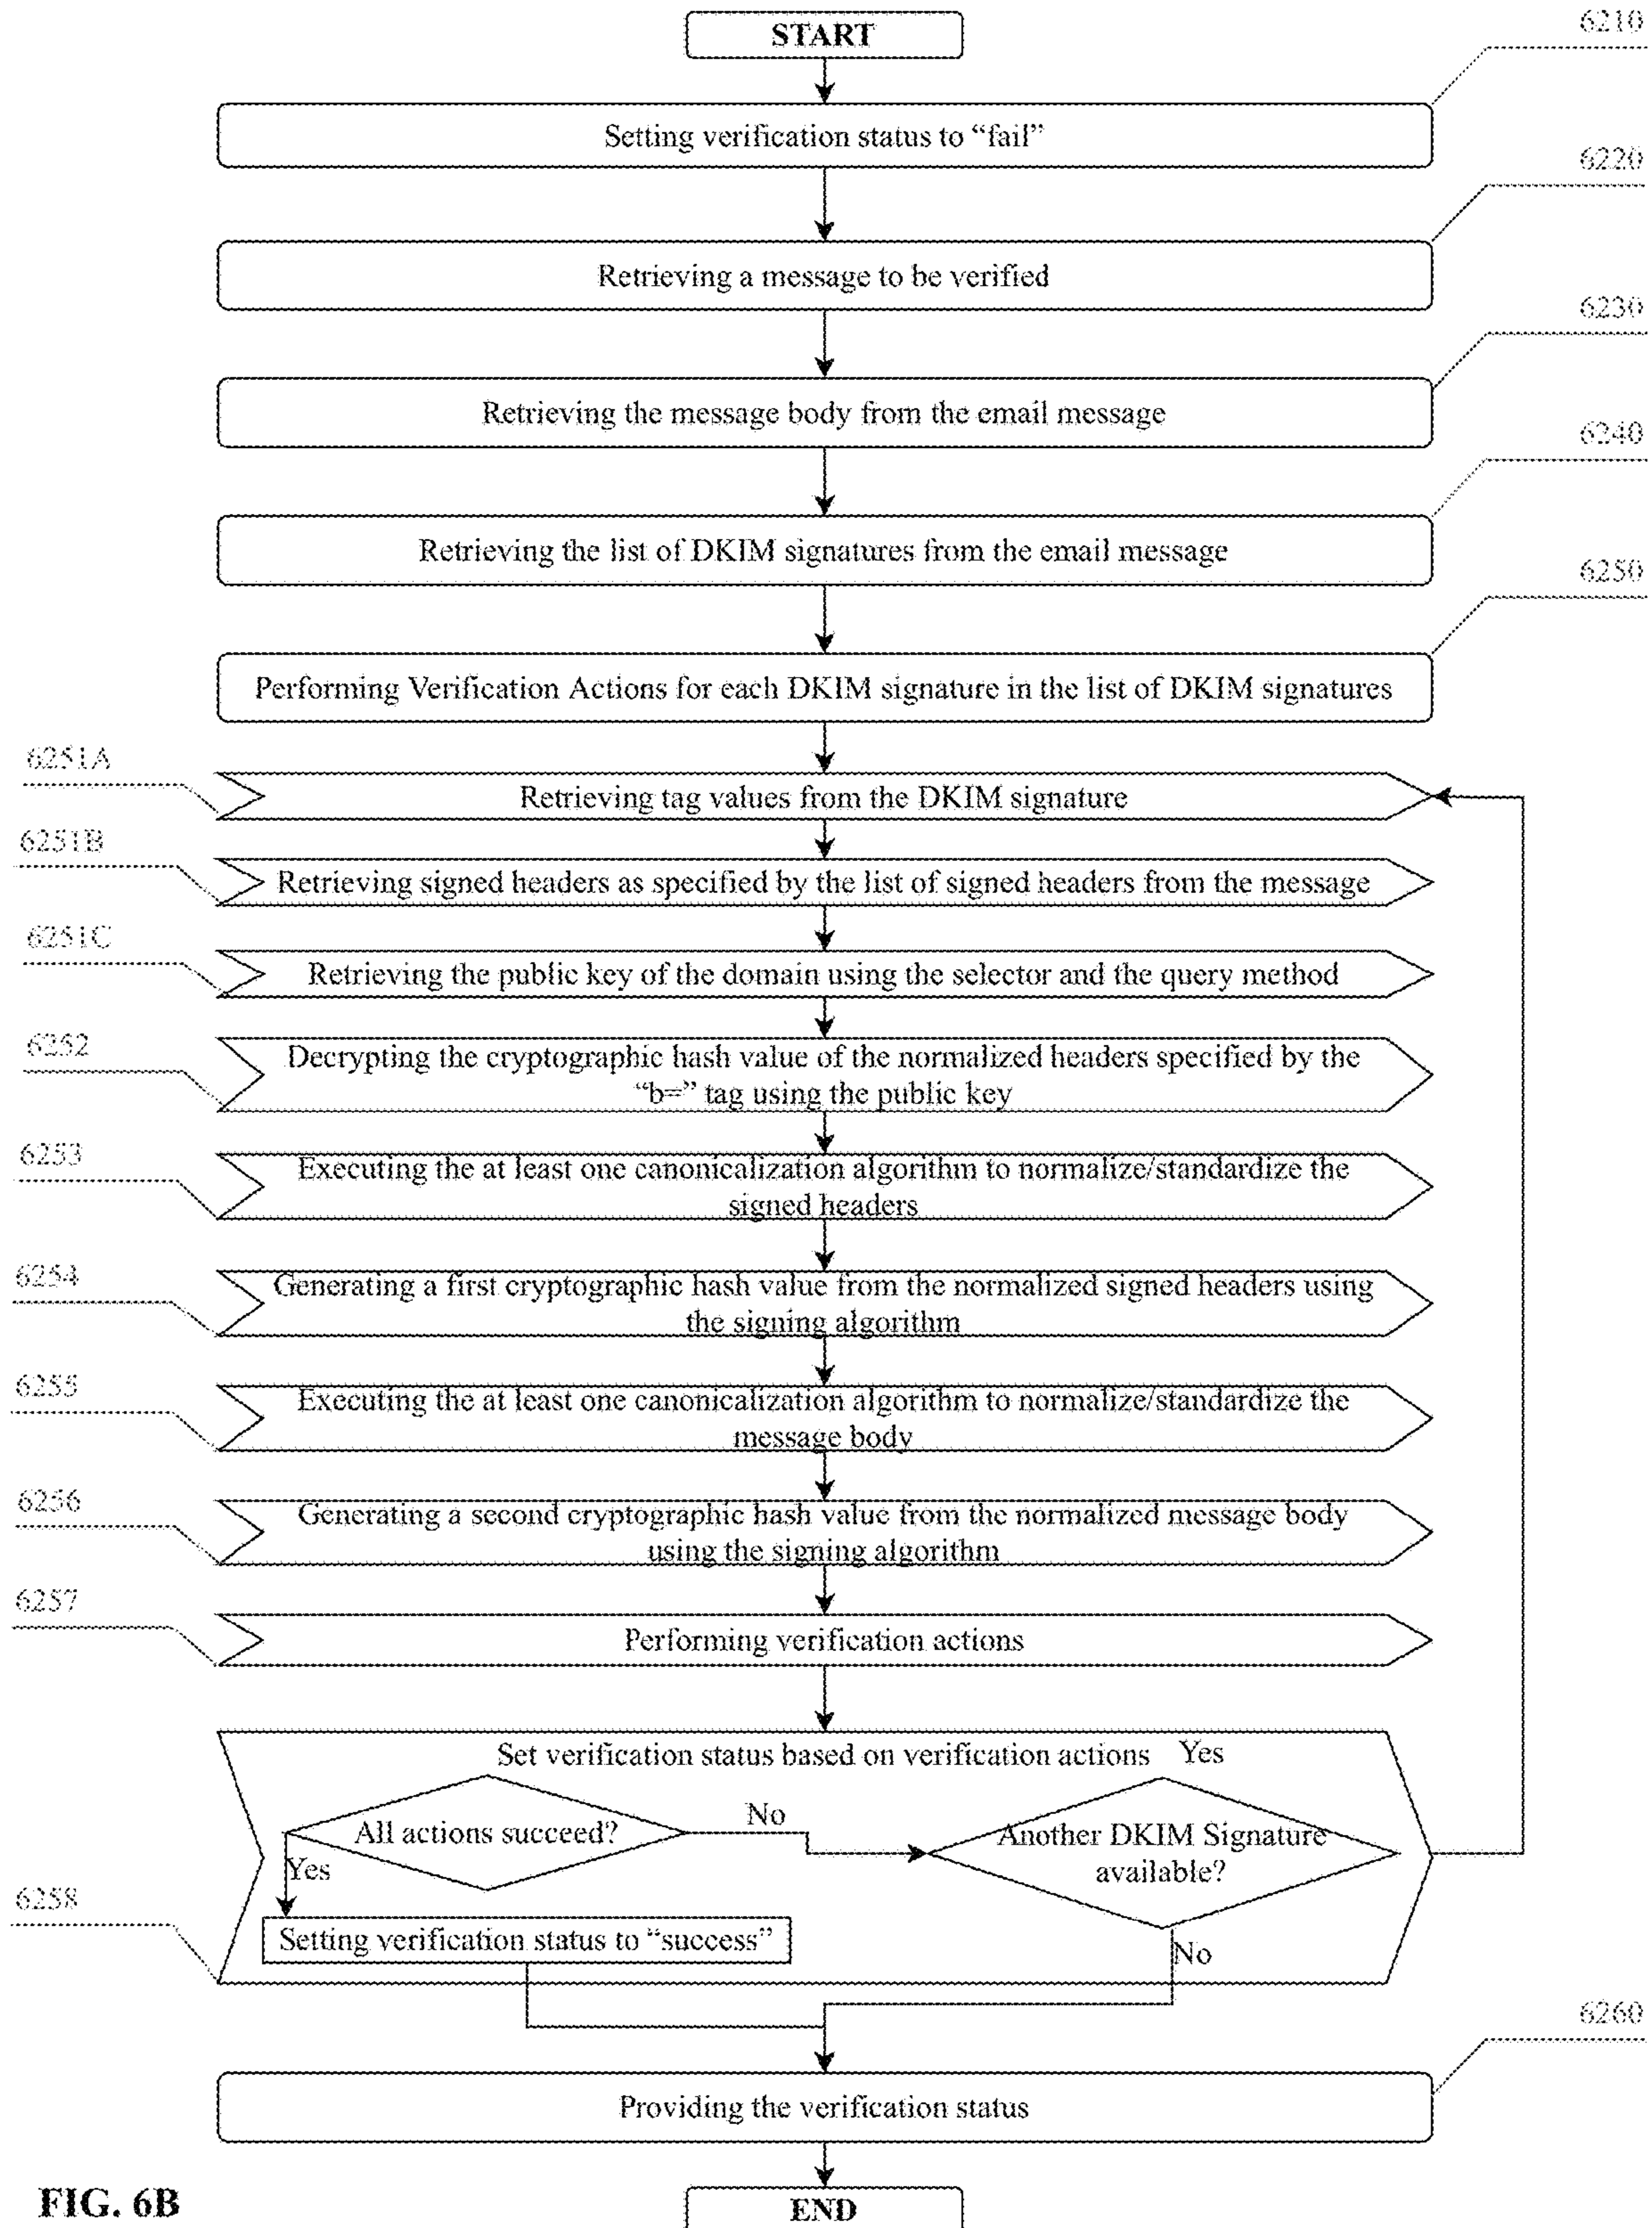 START
6210
Setting verification status to “fail”
6220
Retrieving a message to be verified
6230
Retrieving the message body from the email message
6240
Retrieving the list of DKIM signatures from the email message
6250
Performing Verification Actions for each DKIM signature in the list of DKIM signatures
6251A
Retrieving tag values from the DKIM signature
6251B
Retrieving signed headers as specified by the list of signed headers from the message
6251C
Retrieving the public key of the domain using the selector and the query method
6252
Decrypting the cryptographic hash value of the normalized headers specified by the
“b=” tag using the public key
6253
Executing the at least one canonicalization algorithm to normalize/standardize the
signed headers
6254
Generating a first cryptographic hash value from the normalized signed headers using
the signing algorithm
6255
Executing the at least one canonicalization algorithm to normalize/standardize the
message body
6256
Generating a second cryptographic hash value from the normalized message body
using the signing algorithm
6257
Performing verification actions
Set verification status based on verification actions
Yes
All actions succeed?
No
Another DKIM Signature
available?
Yes
6258
Setting verification status to “success”
No
6260
Providing the verification status
END
FIG. 6B